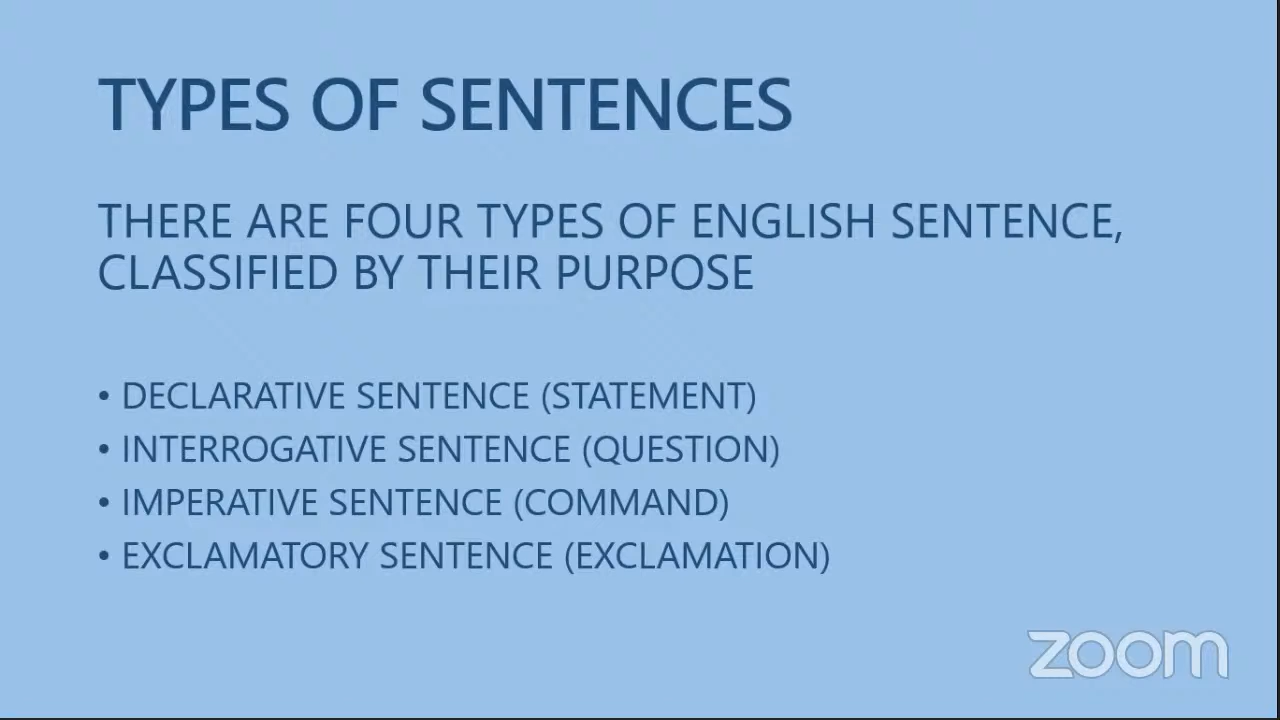 TYPES OF SENTENCES
THERE ARE FOUR TYPES OF ENGLISH SENTENCE,
CLASSIFIED BY THEIR PURPOSE
• DECLARATIVE SENTENCE (STATEMENT)
• INTERROGATIVE SENTENCE (QUESTION)
• IMPERATIVE SENTENCE (COMMAND)
• EXCLAMATORY SENTENCE (EXCLAMATION)
zoom